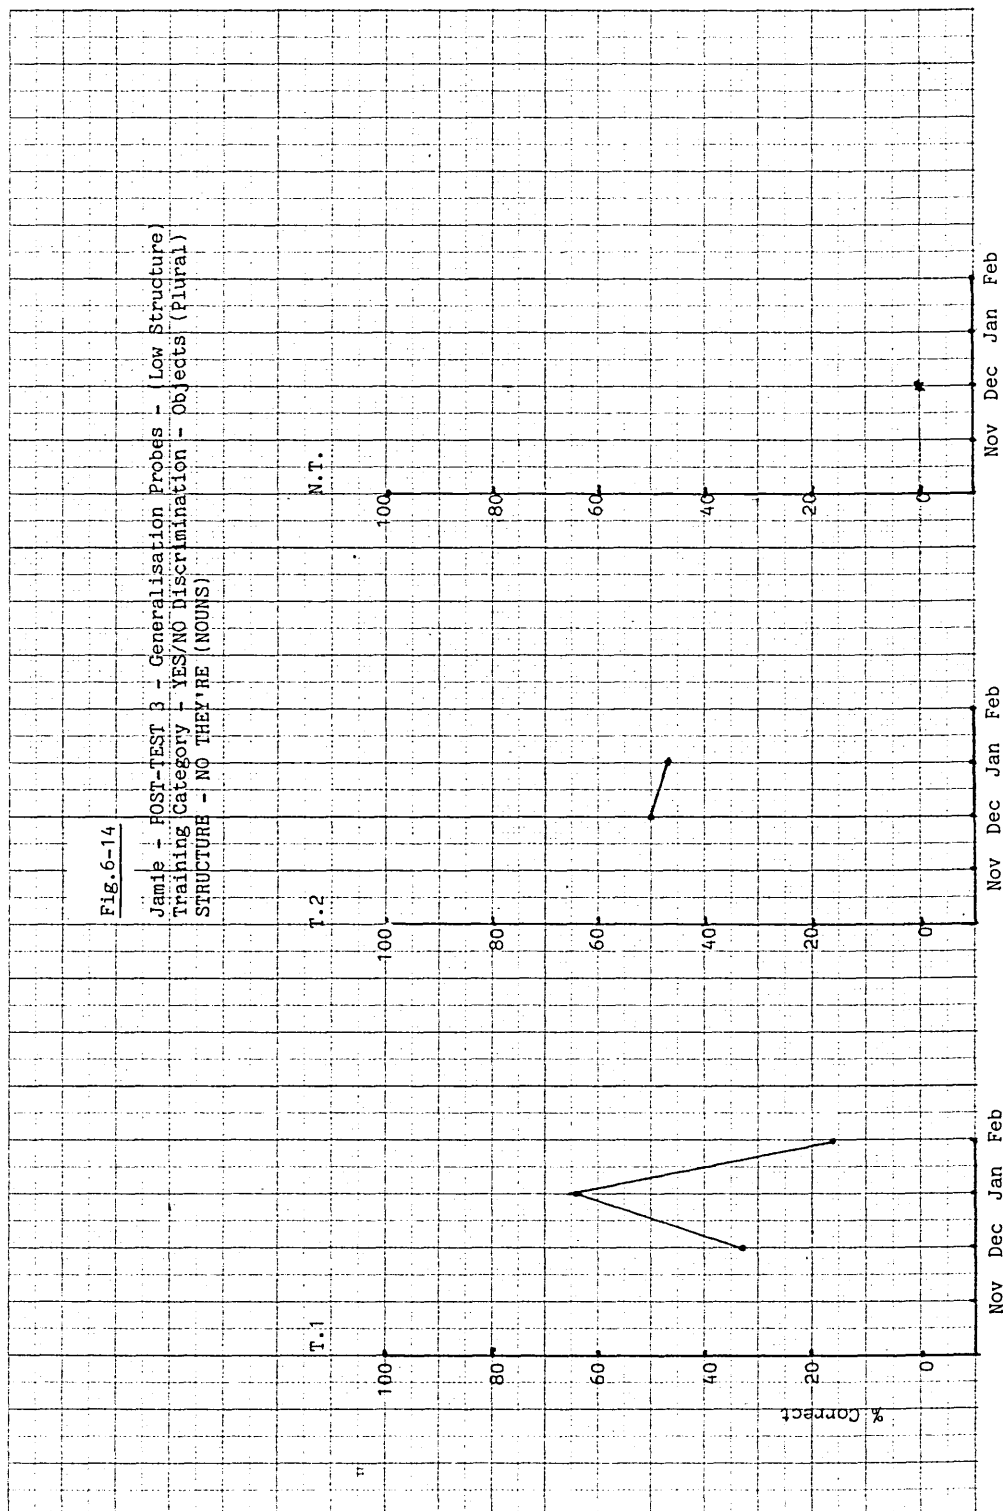 Fig.6-14
Jamie - POST-TEST 3 - Generalisation Probes - (Low Structure)
Training Category - YES/NO Discrimination - Objects (Plural)
STRUCTURE - NO THEY'RE (NOUNS)
T.1
100
80
60
40
20
0
% Correct
Nov Dec Jan Feb
T.2
100
80
60
40
20
0
Nov Dec Jan Feb
N.T.
100
80
60
40
20
0
Nov Dec Jan Feb